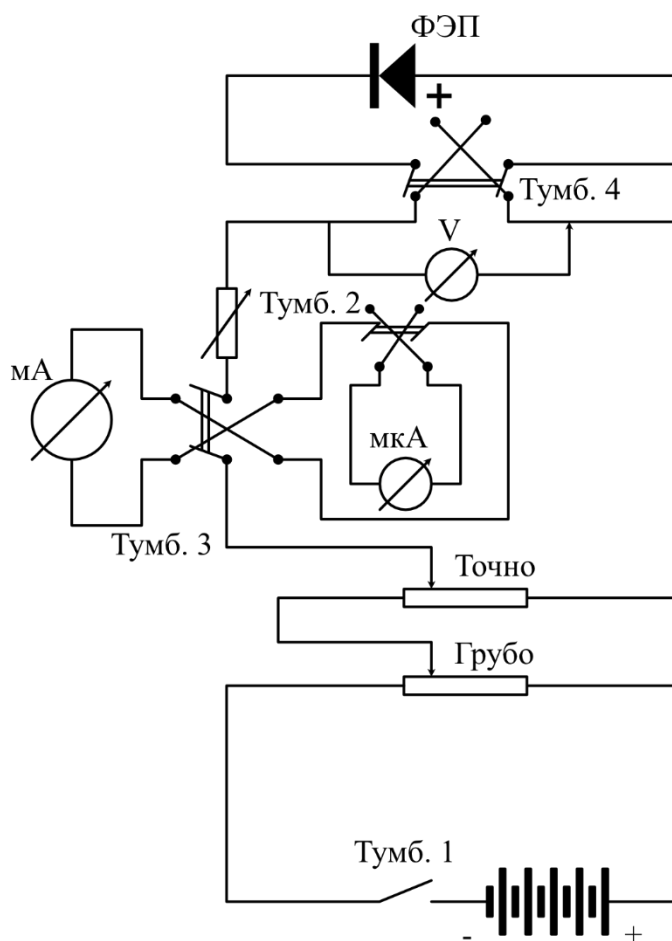 ФЭП
+
Тумб. 4
V
Тумб. 2
мА
мкА
Тумб. 3
Точно
Грубо
Тумб. 1
- +